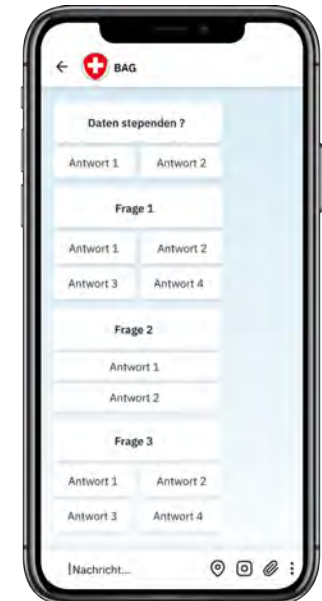 BAG
Daten stependen ?
Antwort 1 Antwort 2
Frage 1
Antwort 1 Antwort 2
Antwort 3 Antwort 4
Frage 2
Antwort 1
Antwort 2
Frage 3
Antwort 1 Antwort 2
Antwort 3 Antwort 4
Nachricht...